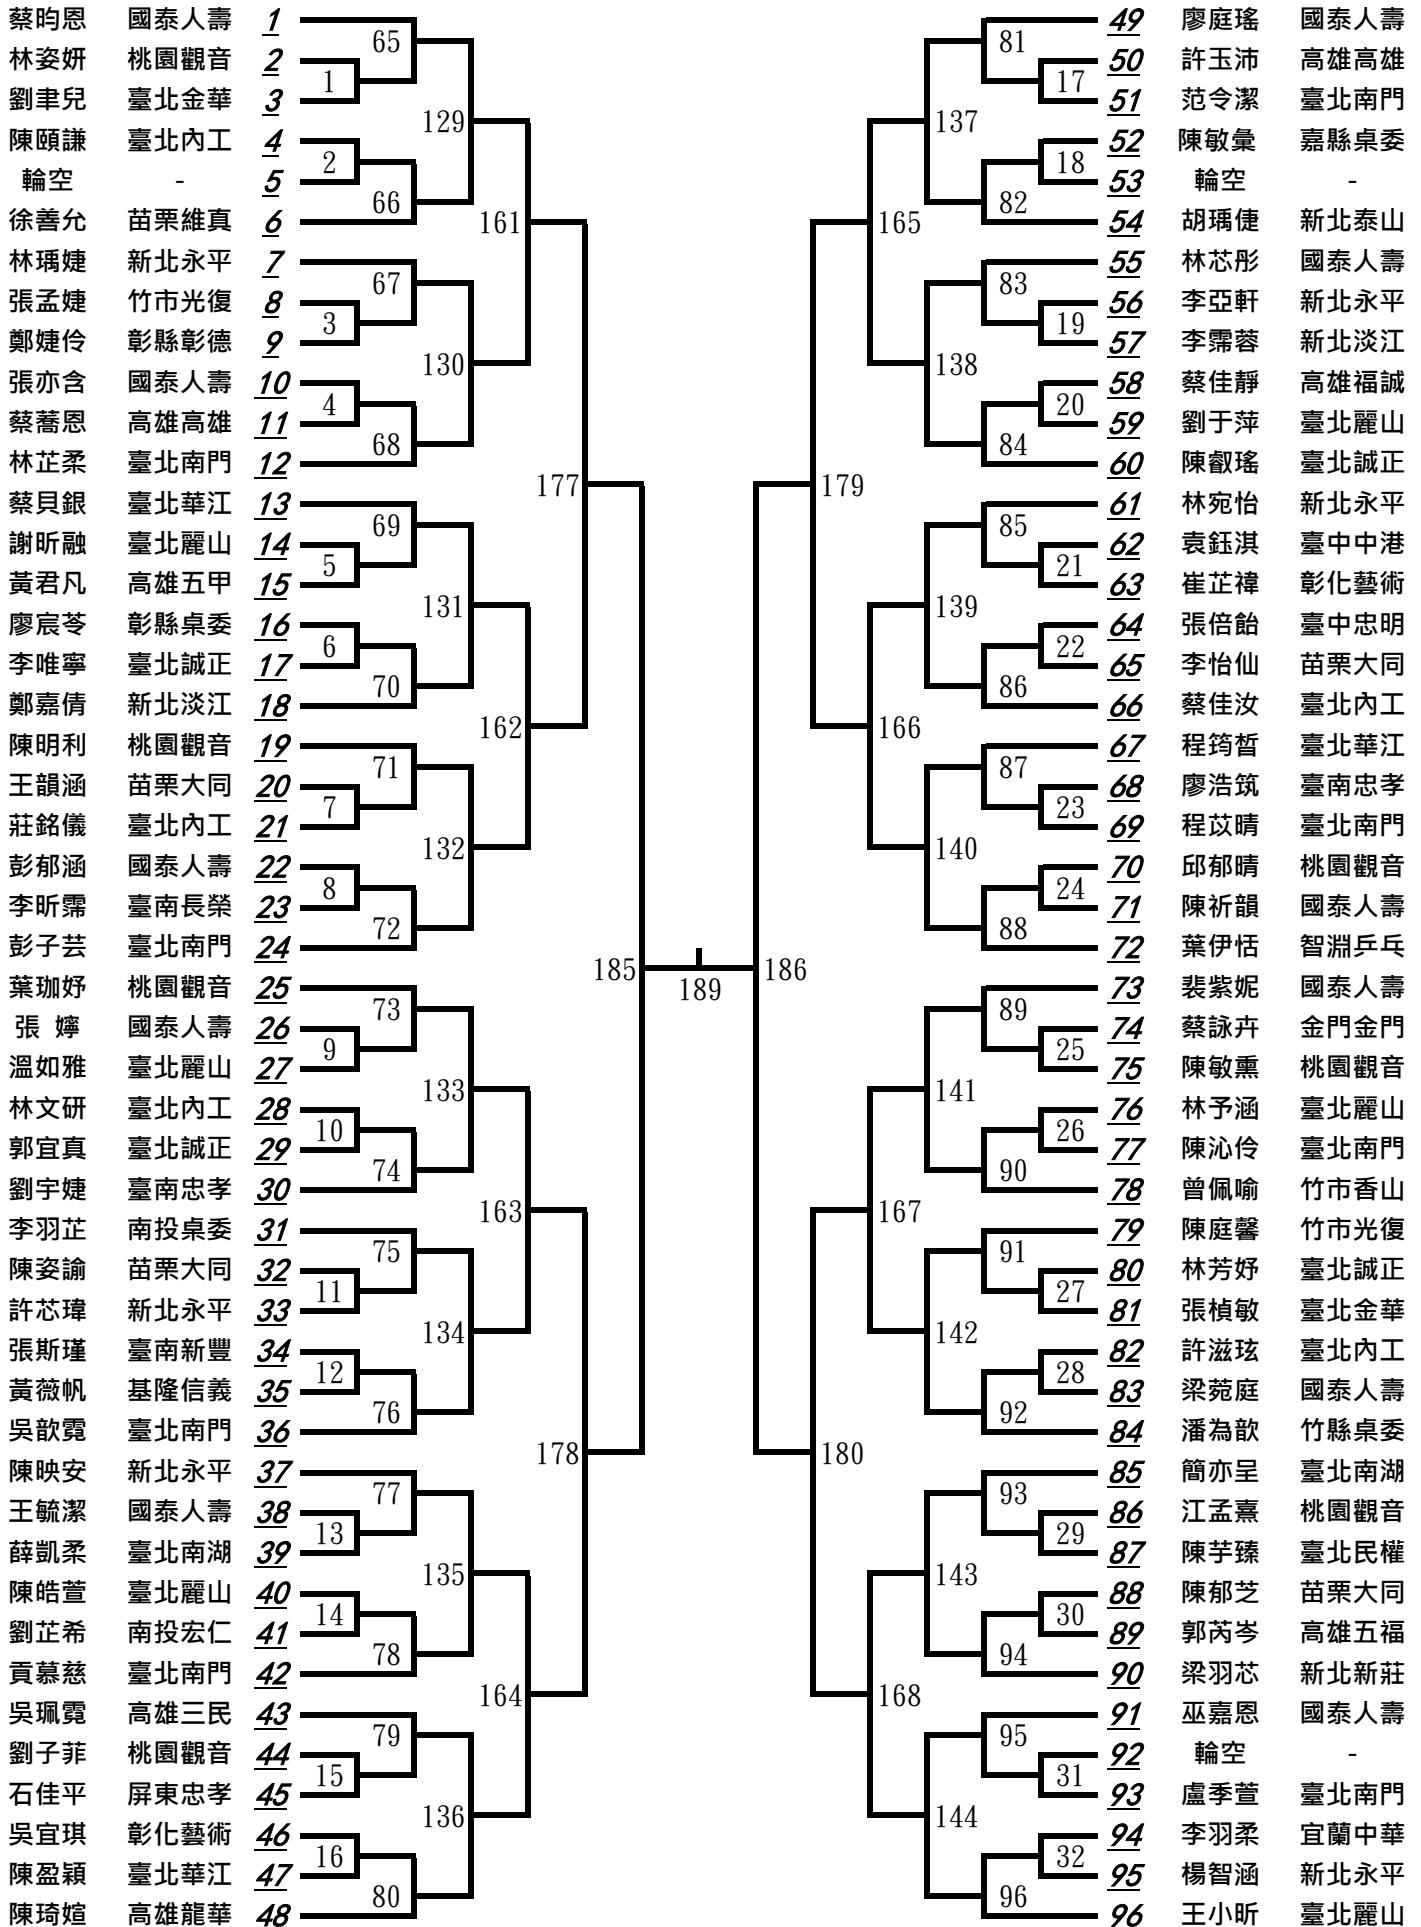 蔡昀恩 國泰人壽 1
65
林姿妍 桃園觀音 2
1
劉聿兒 臺北金華 3
129
陳頤謙 臺北內工 4
2
輪空 - 5
66
徐善允 苗栗維真 6
161
林瑀婕 新北永平 7
67
張孟婕 竹市光復 8
3
鄭婕伶 彰縣彰德 9
130
張亦含 國泰人壽 10
4
蔡蕎恩 高雄高雄 11
68
林芷柔 臺北南門 12
177
蔡貝銀 臺北華江 13
69
謝昕融 臺北麗山 14
5
黃君凡 高雄五甲 15
131
廖宸苓 彰縣桌委 16
6
李唯寧 臺北誠正 17
70
鄭嘉倩 新北淡江 18
162
陳明利 桃園觀音 19
71
王韻涵 苗栗大同 20
7
莊銘儀 臺北內工 21
132
彭郁涵 國泰人壽 22
8
李昕霈 臺南長榮 23
72
彭子芸 臺北南門 24
185
葉珈妤 桃園觀音 25
73
張 嬣 國泰人壽 26
9
溫如雅 臺北麗山 27
133
林文研 臺北內工 28
10
郭宜真 臺北誠正 29
74
劉宇婕 臺南忠孝 30
163
李羽芷 南投桌委 31
75
陳姿諭 苗栗大同 32
11
許芯瑋 新北永平 33
134
張斯瑾 臺南新豐 34
12
黃薇帆 基隆信義 35
76
吳歆霓 臺北南門 36
178
陳映安 新北永平 37
77
王毓潔 國泰人壽 38
13
薛凱柔 臺北南湖 39
135
陳皓萱 臺北麗山 40
14
劉芷希 南投宏仁 41
78
貢慕慈 臺北南門 42
164
吳珮霓 高雄三民 43
79
劉子菲 桃園觀音 44
15
石佳平 屏東忠孝 45
136
吳宜琪 彰化藝術 46
16
陳盈穎 臺北華江 47
80
陳琦媗 高雄龍華 48
189
49 廖庭瑤 國泰人壽
81
50 許玉沛 高雄高雄
17
51 范令潔 臺北南門
137
52 陳敏彙 嘉縣桌委
18
53 輪空 -
82
54 胡瑀倢 新北泰山
165
55 林芯彤 國泰人壽
83
56 李亞軒 新北永平
19
57 李霈蓉 新北淡江
138
58 蔡佳靜 高雄福誠
20
59 劉于萍 臺北麗山
84
60 陳叡瑤 臺北誠正
179
61 林宛怡 新北永平
85
62 袁鈺淇 臺中中港
21
63 崔芷禕 彰化藝術
139
64 張倍飴 臺中忠明
22
65 李怡仙 苗栗大同
86
66 蔡佳汝 臺北內工
166
67 程筠晳 臺北華江
87
68 廖浩筑 臺南忠孝
23
69 程苡晴 臺北南門
140
70 邱郁晴 桃園觀音
24
71 陳祈韻 國泰人壽
88
72 葉伊恬 智淵乒乓
186
73 裴紫妮 國泰人壽
89
74 蔡詠卉 金門金門
25
75 陳敏熏 桃園觀音
141
76 林予涵 臺北麗山
26
77 陳沁伶 臺北南門
90
78 曾佩喻 竹市香山
167
79 陳庭馨 竹市光復
91
80 林芳妤 臺北誠正
27
81 張楨敏 臺北金華
142
82 許滋玹 臺北內工
28
83 梁菀庭 國泰人壽
92
84 潘為歆 竹縣桌委
180
85 簡亦呈 臺北南湖
93
86 江孟熹 桃園觀音
29
87 陳芋臻 臺北民權
143
88 陳郁芝 苗栗大同
30
89 郭芮岑 高雄五福
94
90 梁羽芯 新北新莊
168
91 巫嘉恩 國泰人壽
95
92 輪空 -
31
93 盧季萱 臺北南門
144
94 李羽柔 宜蘭中華
32
95 楊智涵 新北永平
96
96 王小昕 臺北麗山